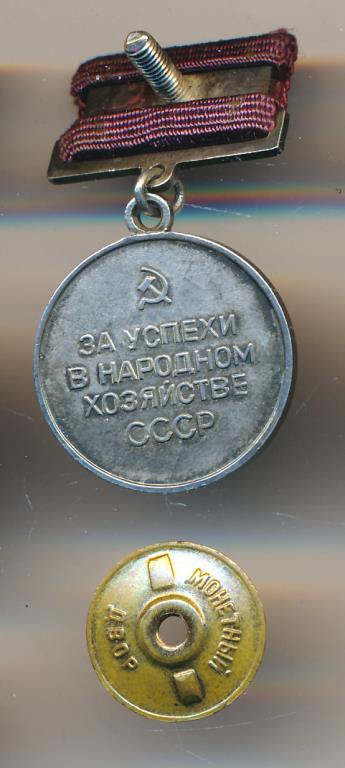 ЗА УСПЕХИ
В НАРОДНОМ
ХОЗЯЙСТВЕ
СССР
МОНЕТНЫЙ
ДВОР